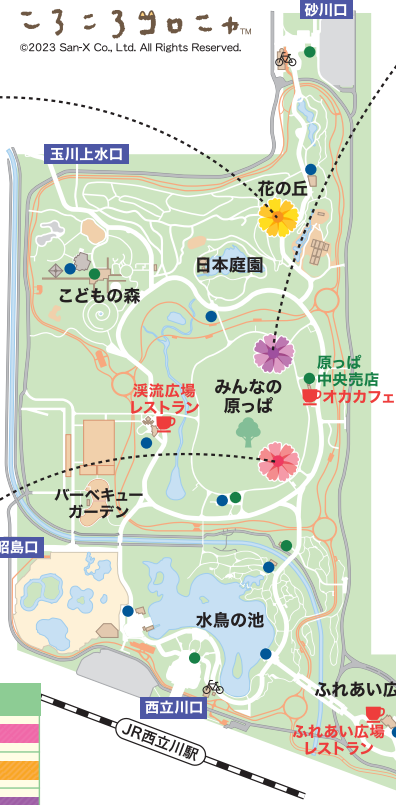 ころころコロニャTM
©2023 San-X Co., Ltd. All Rights Reserved.
砂川口
玉川上水口
花の丘
日本庭園
こどもの森
原っぱ
中央売店
オカカフェ
みんなの
原っぱ
渓流広場
レストラン
バーベキュー
ガーデン
昭島口
水鳥の池
ふれあい広
ふれあい広場
レストラン
西立川口
JR西立川駅